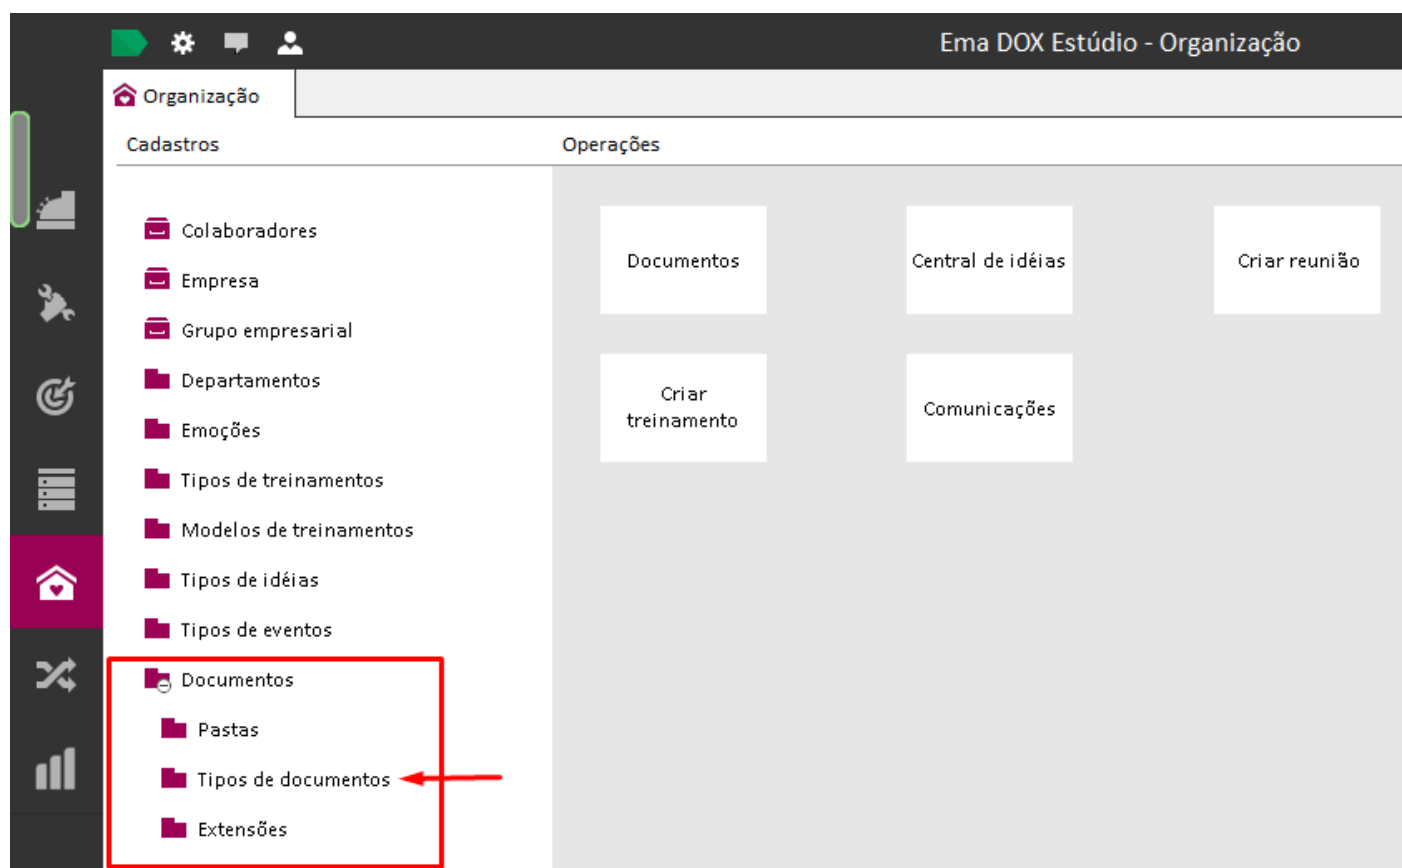 Ema DOX Estúdio - Organização
Organização
Cadastros
Operações
Colaboradores
Empresa
Grupo empresarial
Departamentos
Emoções
Tipos de treinamentos
Modelos de treinamentos
Tipos de idéias
Tipos de eventos
Documentos
Pastas
Tipos de documentos
Extensões
Documentos
Central de idéias
Criar reunião
Criar
treinamento
Comunicações